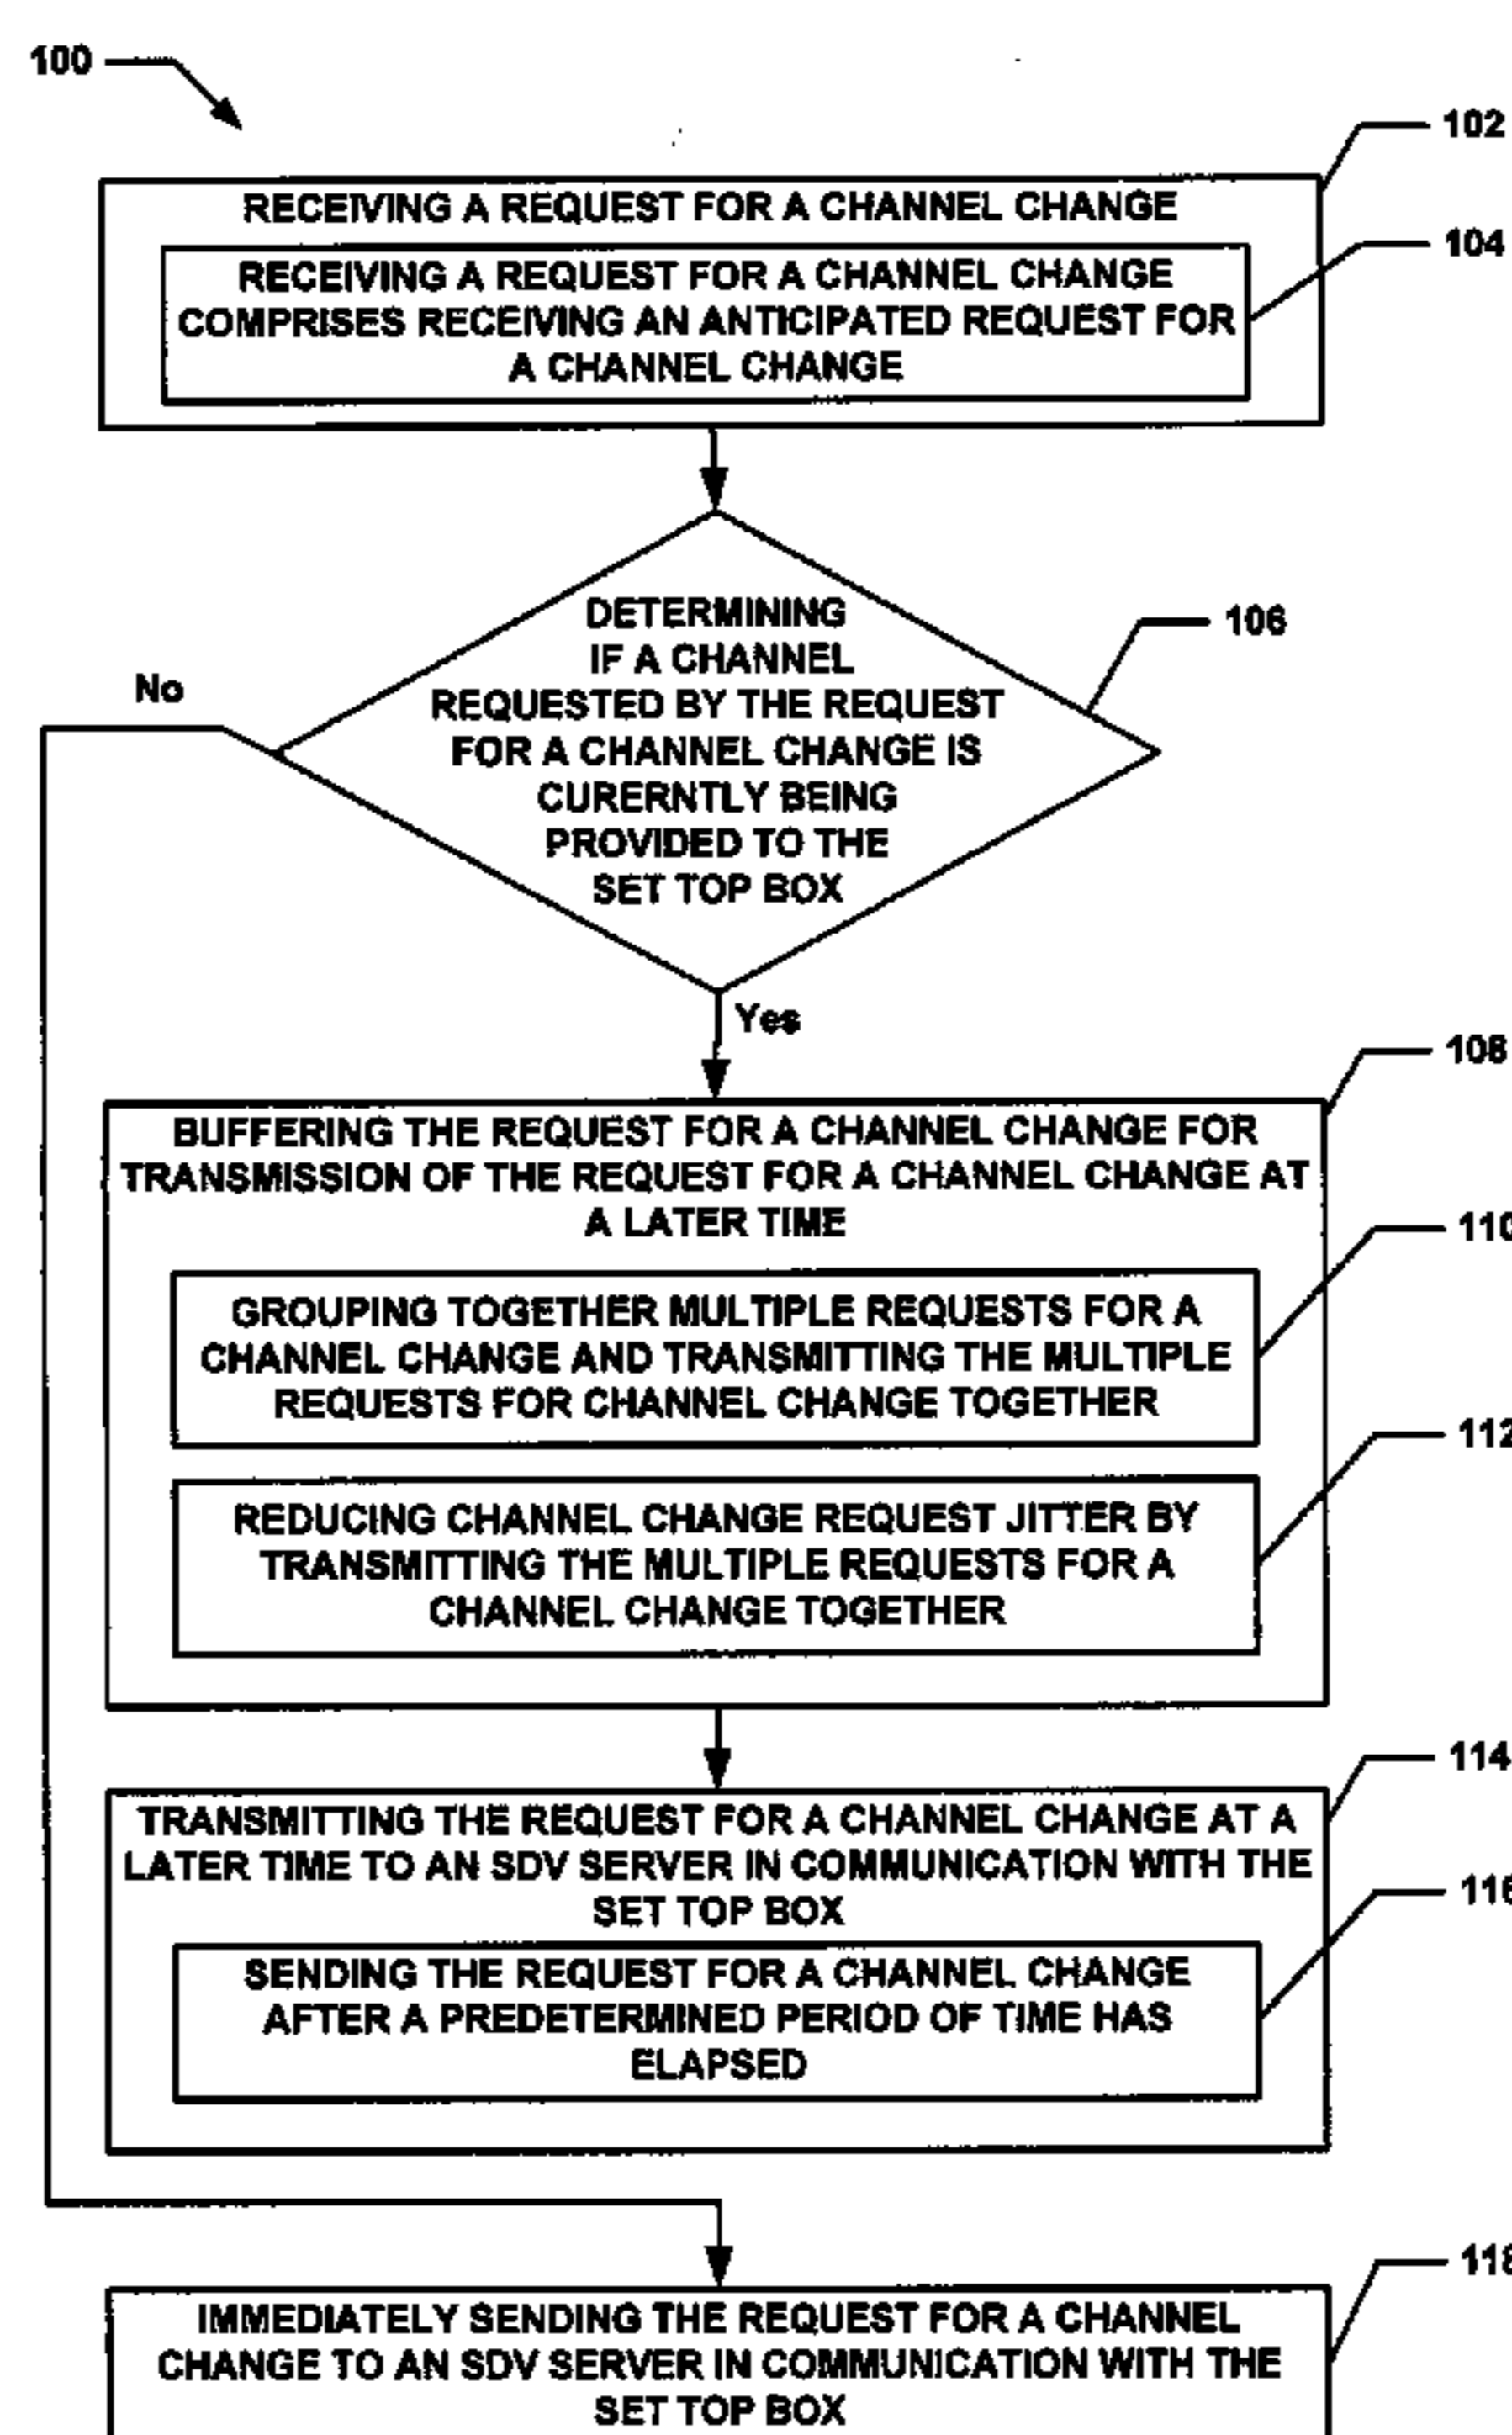 100
102
RECEIVING A REQUEST FOR A CHANNEL CHANGE
104
RECEIVING A REQUEST FOR A CHANNEL CHANGE
COMPRISES RECEIVING AN ANTICIPATED REQUEST FOR
A CHANNEL CHANGE
DETERMINING
IF A CHANNEL
REQUESTED BY THE REQUEST
FOR A CHANNEL CHANGE IS
CURERNTLY BEING
PROVIDED TO THE
SET TOP BOX
106
No
Yes
108
BUFFERING THE REQUEST FOR A CHANNEL CHANGE FOR
TRANSMISSION OF THE REQUEST FOR A CHANNEL CHANGE AT
A LATER TIME
110
GROUPING TOGETHER MULTIPLE REQUESTS FOR A
CHANNEL CHANGE AND TRANSMITTING THE MULTIPLE
REQUESTS FOR CHANNEL CHANGE TOGETHER
112
REDUCING CHANNEL CHANGE REQUEST JITTER BY
TRANSMITTING THE MULTIPLE REQUESTS FOR A
CHANNEL CHANGE TOGETHER
114
TRANSMITTING THE REQUEST FOR A CHANNEL CHANGE AT A
LATER TIME TO AN SDV SERVER IN COMMUNICATION WITH THE
SET TOP BOX
116
SENDING THE REQUEST FOR A CHANNEL CHANGE
AFTER A PREDETERMINED PERIOD OF TIME HAS
ELAPSED
118
IMMEDIATELY SENDING THE REQUEST FOR A CHANNEL
CHANGE TO AN SDV SERVER IN COMMUNICATION WITH THE
SET TOP BOX